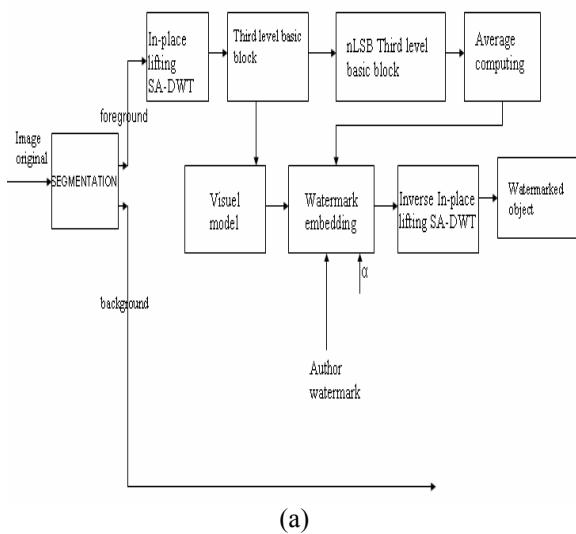 In-place
lifting
SA-DWT
Third level basic
block
nLSB Third level
basic block
Average
computing
foreground
Image
original
SEGMENTATION
Visuel
model
Watermark
embedding
Inverse In-place
lifting SA-DWT
Watermarked
object
α
background
Author
watermark
(a)